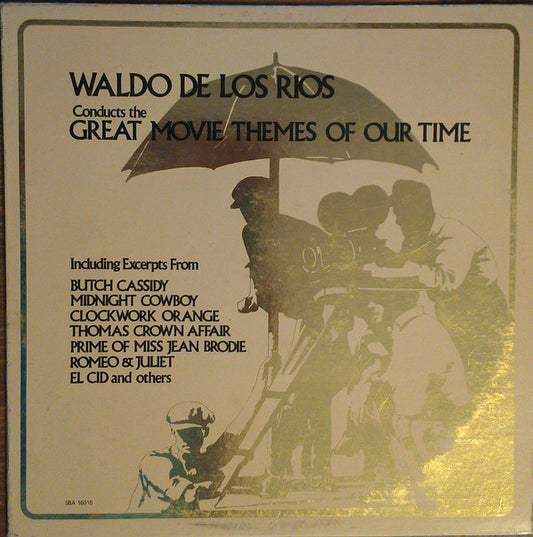 WALDO DE LOS RIOS
Conducts the
GREAT MOVIE THEMES OF OUR TIME
Including Excerpts From
BUTCH CASSIDY
MIDNIGHT COWBOY
CLOCKWORK ORANGE
THOMAS CROWN AFFAIR
PRIME OF MISS JEAN BRODIE
ROMEO & JULIET
EL CID and others
SBA 16010